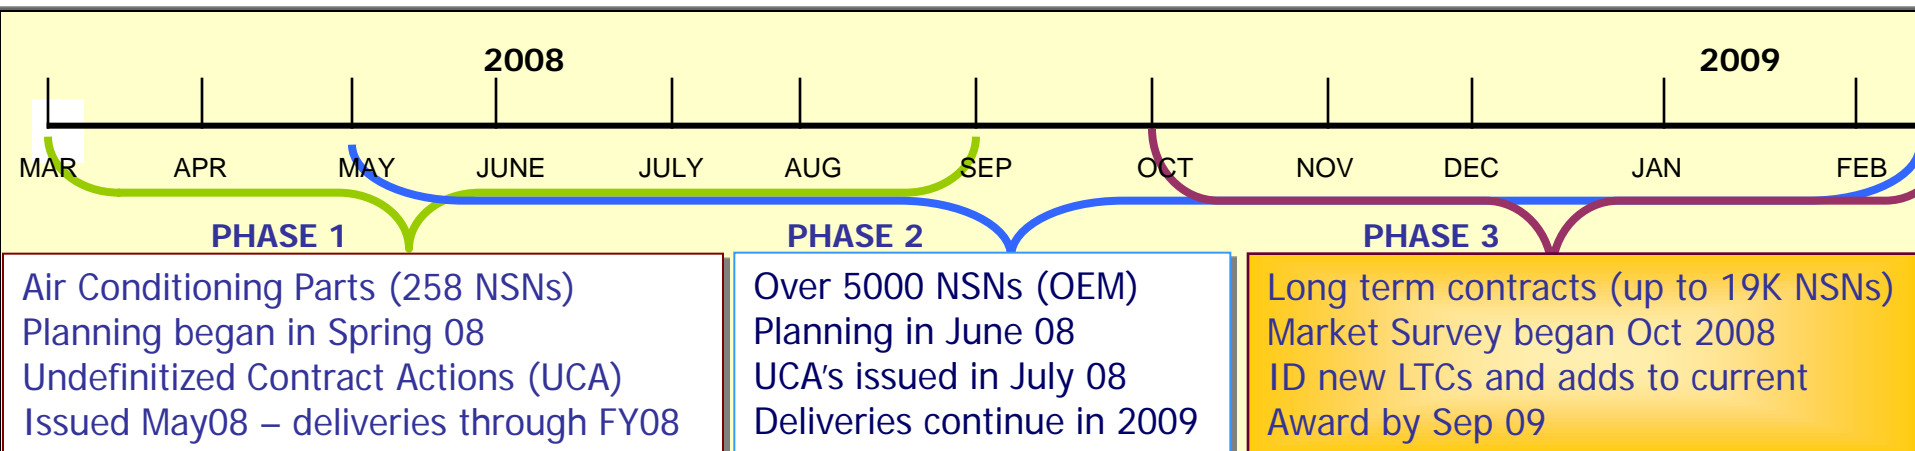 2008 2009
MAR APR MAY JUNE JULY AUG SEP OCT NOV DEC JAN FEB
PHASE 1
Air Conditioning Parts (258 NSNs)
Planning began in Spring 08
Undefinitized Contract Actions (UCA)
Issued May08 – deliveries through FY08
PHASE 2
Over 5000 NSNs (OEM)
Planning in June 08
UCA’s issued in July 08
Deliveries continue in 2009
PHASE 3
Long term contracts (up to 19K NSNs)
Market Survey began Oct 2008
ID new LTCs and adds to current
Award by Sep 09